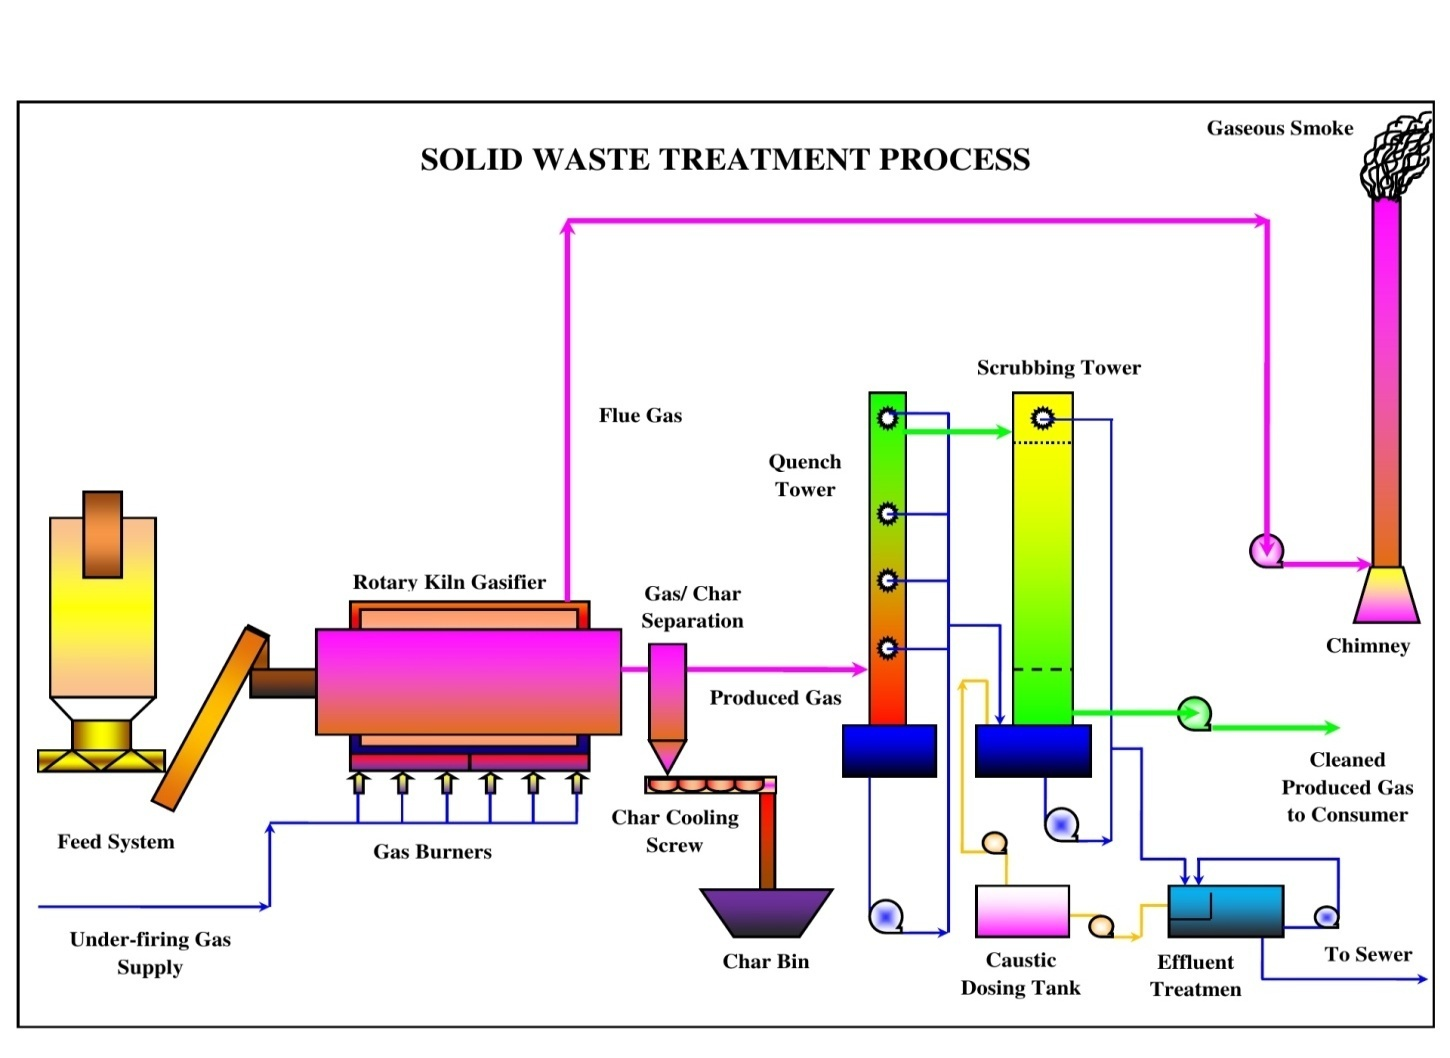 Gaseous Smoke
SOLID WASTE TREATMENT PROCESS
Scrubbing Tower
Flue Gas
Quench
Tower
Rotary Kiln Gasifier
Gas/ Char
Separation
Chimney
Produced Gas
Cleaned
Produced Gas
to Consumer
Char Cooling
Screw
Feed System
Gas Burners
Under-firing Gas
Supply
Char Bin
Caustic
Dosing Tank
Effluent
Treatmen
To Sewer